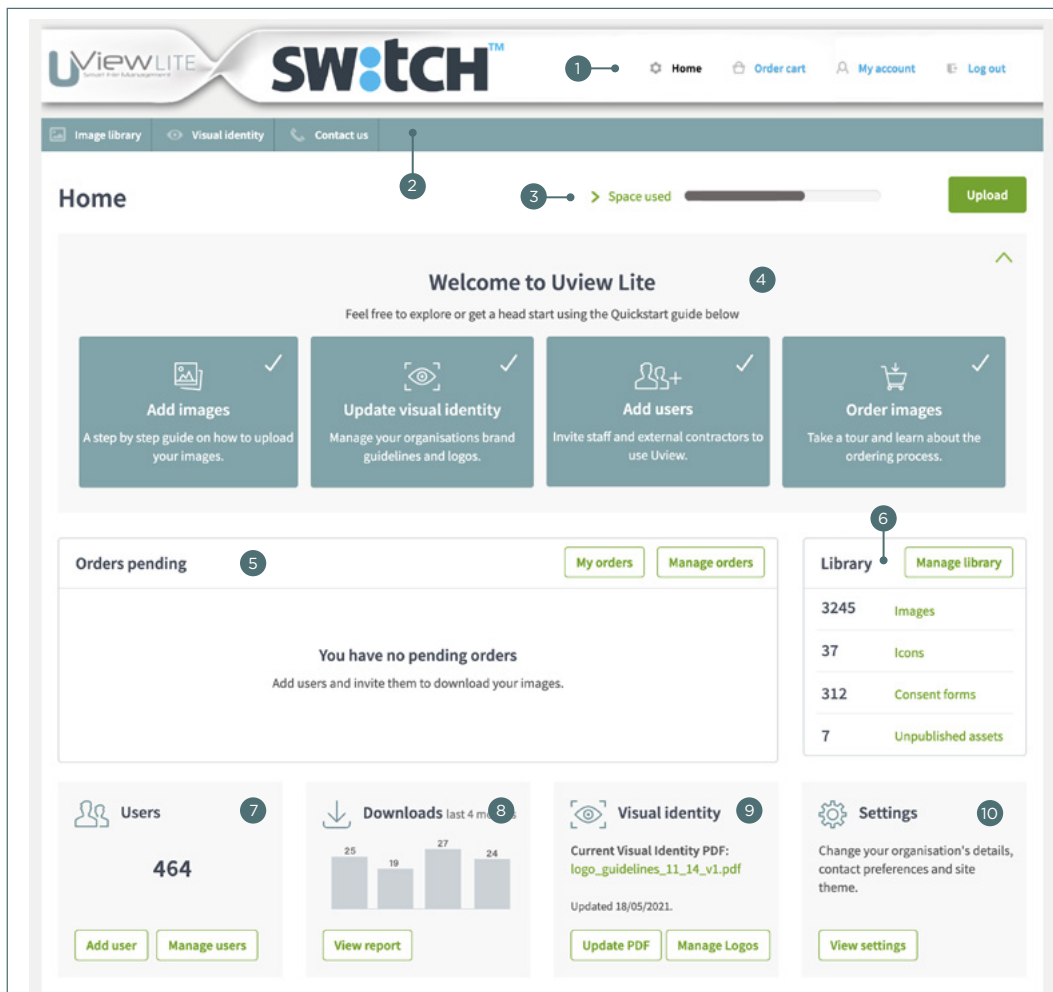 UViewLITE
Smart File Management
SWitCH™
1 Home Order cart My account Log out
Image library Visual identity Contact us
2
Home
3 Space used
Upload
Welcome to Uview Lite 4
Feel free to explore or get a head start using the Quickstart guide below
Add images
A step by step guide on how to upload
your images.
Update visual identity
Manage your organisations brand
guidelines and logos.
Add users
Invite staff and external contractors to
use Uview.
Order images
Take a tour and learn about the
ordering process.
Orders pending 5 My orders Manage orders
You have no pending orders
Add users and invite them to download your images.
6
Library Manage library
3245 Images
37 Icons
312 Consent forms
7 Unpublished assets
Users 7
464
Add user Manage users
Downloads last 4 m 8 s
25 19 27 24
View report
Visual identity 9
Current Visual Identity PDF:
logo_guidelines_11_14_v1.pdf
Updated 18/05/2021.
Update PDF Manage Logos
Settings 10
Change your organisation's details,
contact preferences and site
theme.
View settings